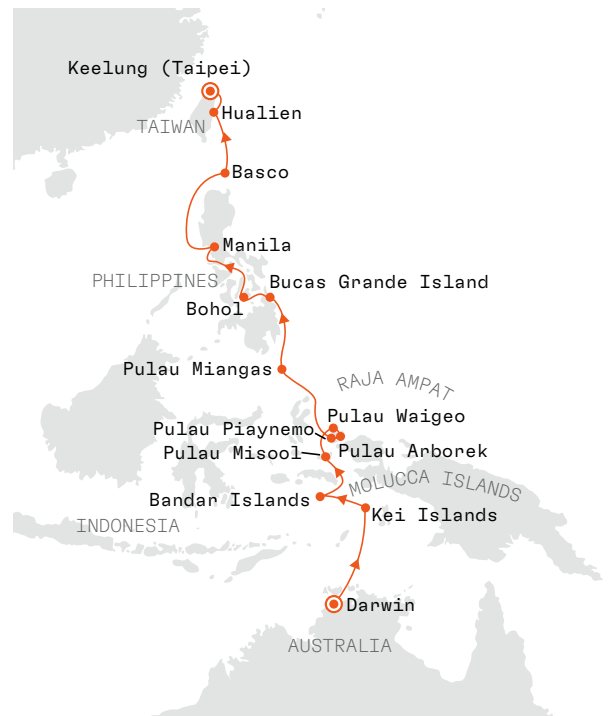 Keelung (Taipei)
Hualien
TAIWAN
Basco
Manila
PHILIPPINES
Bucas Grande Island
Bohol
Pulau Miangas
RAJA AMPAT
Pulau Waigeo
Pulau Piaynemo
Pulau Misool
Pulau Arborek
MOLUCCA ISLANDS
Bandar Islands
Kei Islands
INDONESIA
Darwin
AUSTRALIA